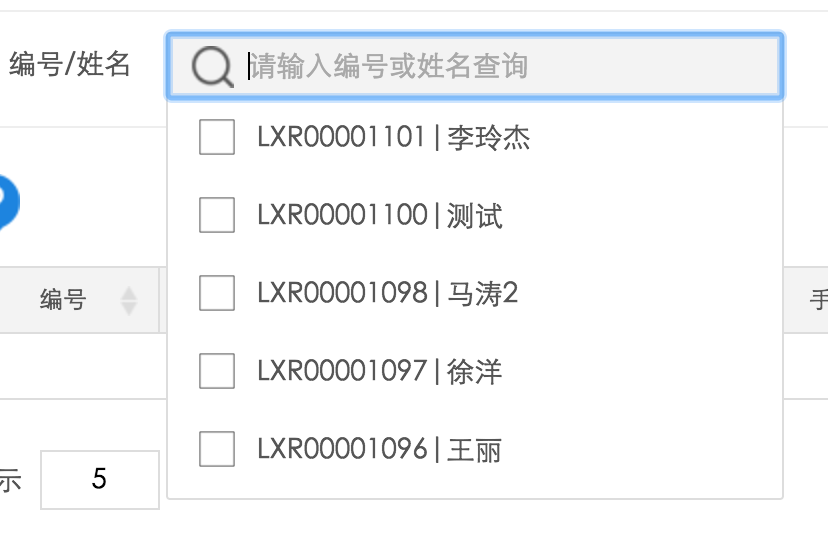 编号/姓名
请输入编号或姓名查询
LXR00001101 | 李玲杰
LXR00001100 | 测试
LXR00001098 | 马涛2
编号
手
LXR00001097 | 徐洋
LXR00001096 | 王丽
示 5